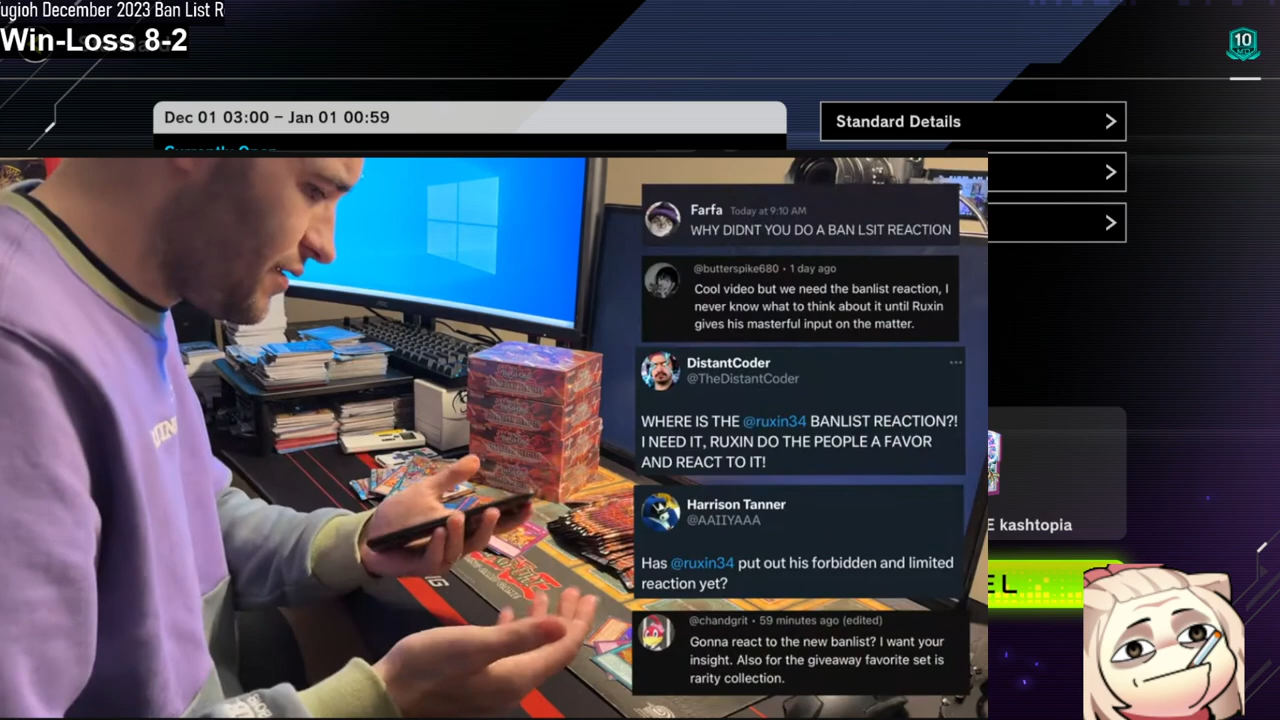 ugioh December 2023 Ban List R
Win-Loss 8-2
10
Dec 01 03:00 – Jan 01 00:59
Standard Details
Currently Open
Farfa Today at 9:10 AM
WHY DIDNT YOU DO A BAN LSIT REACTION
@butterspike680 • 1 day ago
Cool video but we need the banlist reaction, I
never know what to think about it until Ruxin
gives his masterful input on the matter.
DistantCoder
@TheDistantCoder
WHERE IS THE @ruxin34 BANLIST REACTION?!
I NEED IT, RUXIN DO THE PEOPLE A FAVOR
AND REACT TO IT!
Harrison Tanner
@AAIIYAAA
Has @ruxin34 put out his forbidden and limited
reaction yet?
@chandgrit • 59 minutes ago (edited)
Gonna react to the new banlist? I want your
insight. Also for the giveaway favorite set is
rarity collection.
E kashtopia
EL